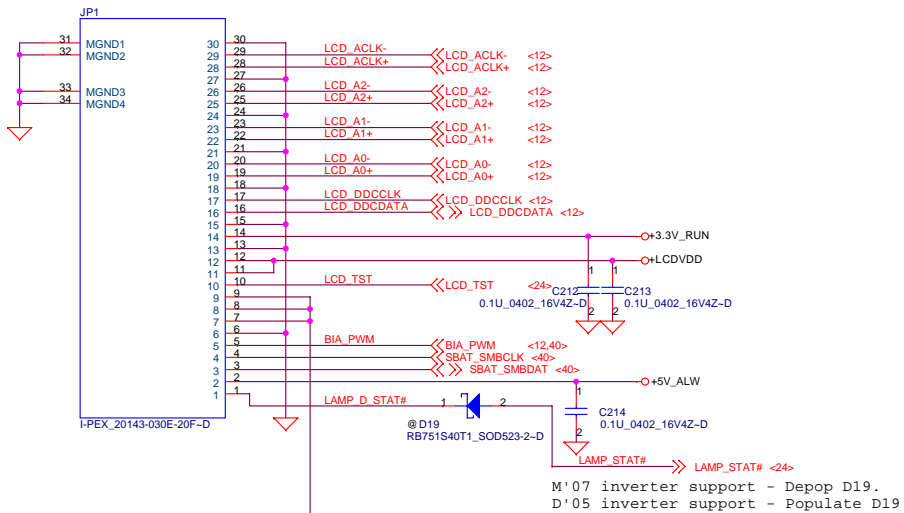 JP1
31 MGND1
32 MGND2
33 MGND3
34 MGND4
30 30
29 29 LCD_ACLK- LCD_ACLK- <12>
28 28 LCD_ACLK+ LCD_ACLK+ <12>
27 27
26 26 LCD_A2- LCD_A2- <12>
25 25 LCD_A2+ LCD_A2+ <12>
24 24
23 23 LCD_A1- LCD_A1- <12>
22 22 LCD_A1+ LCD_A1+ <12>
21 21
20 20 LCD_A0- LCD_A0- <12>
19 19 LCD_A0+ LCD_A0+ <12>
18 18
17 17 LCD_DDCCLK LCD_DDCCLK <12>
16 16 LCD_DDCDATA LCD_DDCDATA <12>
15 15
14 14 +3.3V_RUN
13 13
12 12 +LCDVDD
11 11
10 10 LCD_TST LCD_TST <24>
9 9
8 8
7 7
6 6
5 5 BIA_PWM BIA_PWM <12,40>
4 4 SBAT_SMBCLK <40>
3 3 SBAT_SMBDAT <40>
2 2 +5V_ALW
1 1 LAMP_D_STAT#
1 1
C212 C213
0.1U_0402_16V4Z~D 0.1U_0402_16V4Z~D
2 2
1
C214
0.1U_0402_16V4Z~D
2
1 2
@ D19
RB751S40T1_SOD523-2~D
I-PEX_20143-030E-20F~D
LAMP_STAT# LAMP_STAT# <24>
M'07 inverter support - Depop D19.
D'05 inverter support - Populate D19